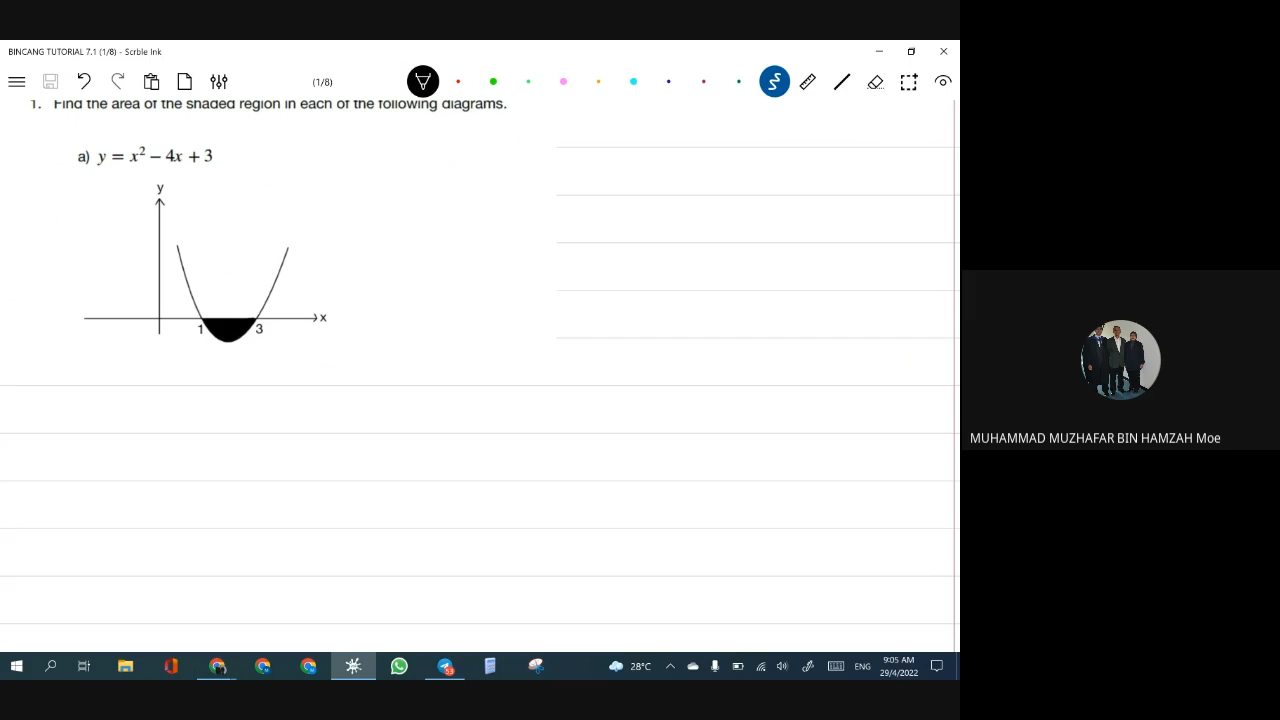 BINCANG TUTORIAL 7.1 (1/8) - Scrble Ink
(1/8)
1. Find the area of the shaded region in each of the following diagrams.
a) y = x² − 4x + 3
y
x
1
3
MUHAMMAD MUZHAFAR BIN HAMZAH Moe
53
28°C
ENG
9:05 AM
29/4/2022